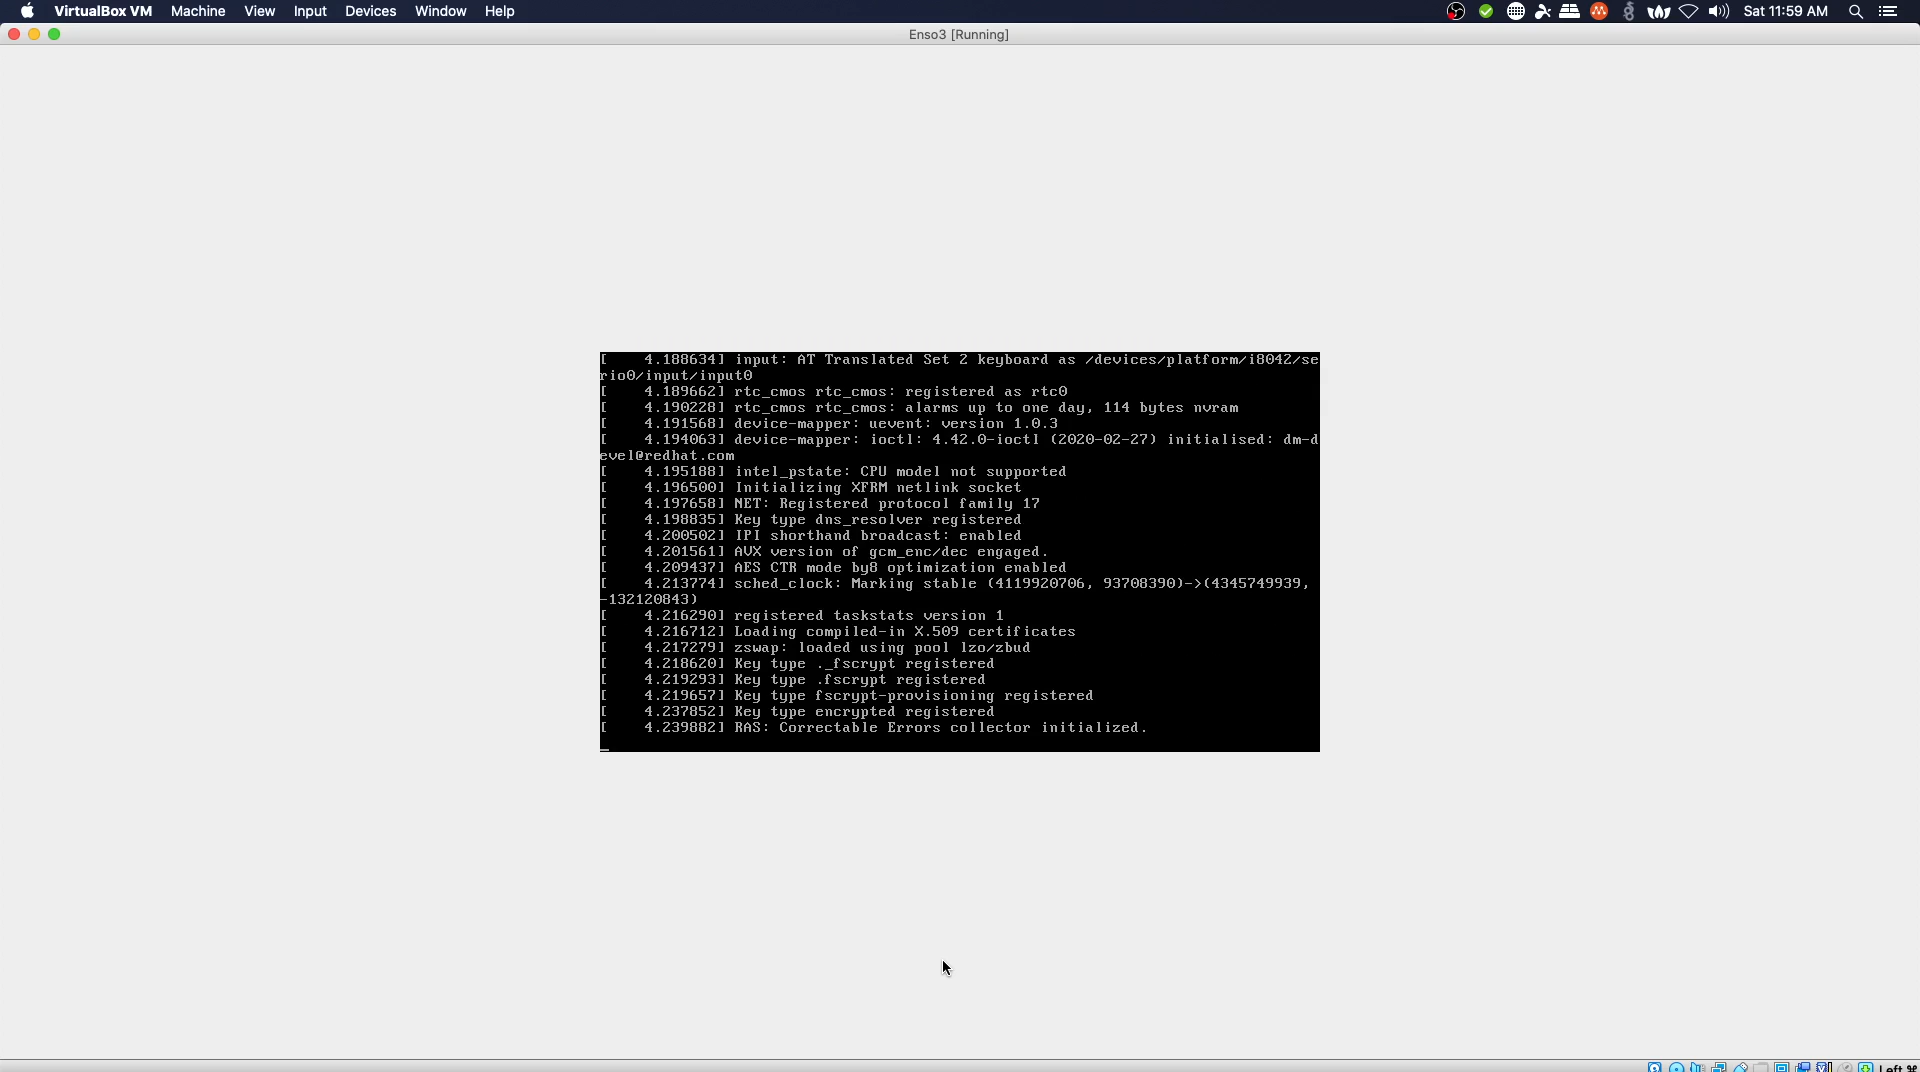 VirtualBox VM Machine View Input Devices Window Help Sat 11:59 AM
Enso3 [Running]
[    4.188634] input: AT Translated Set 2 keyboard as /devices/platform/i8042/se
rio0/input/input0
[    4.189662] rtc_cmos rtc_cmos: registered as rtc0
[    4.190228] rtc_cmos rtc_cmos: alarms up to one day, 114 bytes nvram
[    4.191568] device-mapper: uevent: version 1.0.3
[    4.194063] device-mapper: ioctl: 4.42.0-ioctl (2020-02-27) initialised: dm-d
evel@redhat.com
[    4.195188] intel_pstate: CPU model not supported
[    4.196500] Initializing XFRM netlink socket
[    4.197658] NET: Registered protocol family 17
[    4.198835] Key type dns_resolver registered
[    4.200502] IPI shorthand broadcast: enabled
[    4.201561] AVX version of gcm_enc/dec engaged.
[    4.209437] AES CTR mode by8 optimization enabled
[    4.213774] sched_clock: Marking stable (4119920706, 93708390)->(4345749939,
-132120843)
[    4.216290] registered taskstats version 1
[    4.216712] Loading compiled-in X.509 certificates
[    4.217279] zswap: loaded using pool lzo/zbud
[    4.218620] Key type ._fscrypt registered
[    4.219293] Key type .fscrypt registered
[    4.219657] Key type fscrypt-provisioning registered
[    4.237852] Key type encrypted registered
[    4.239882] RAS: Correctable Errors collector initialized.
Left ⌘